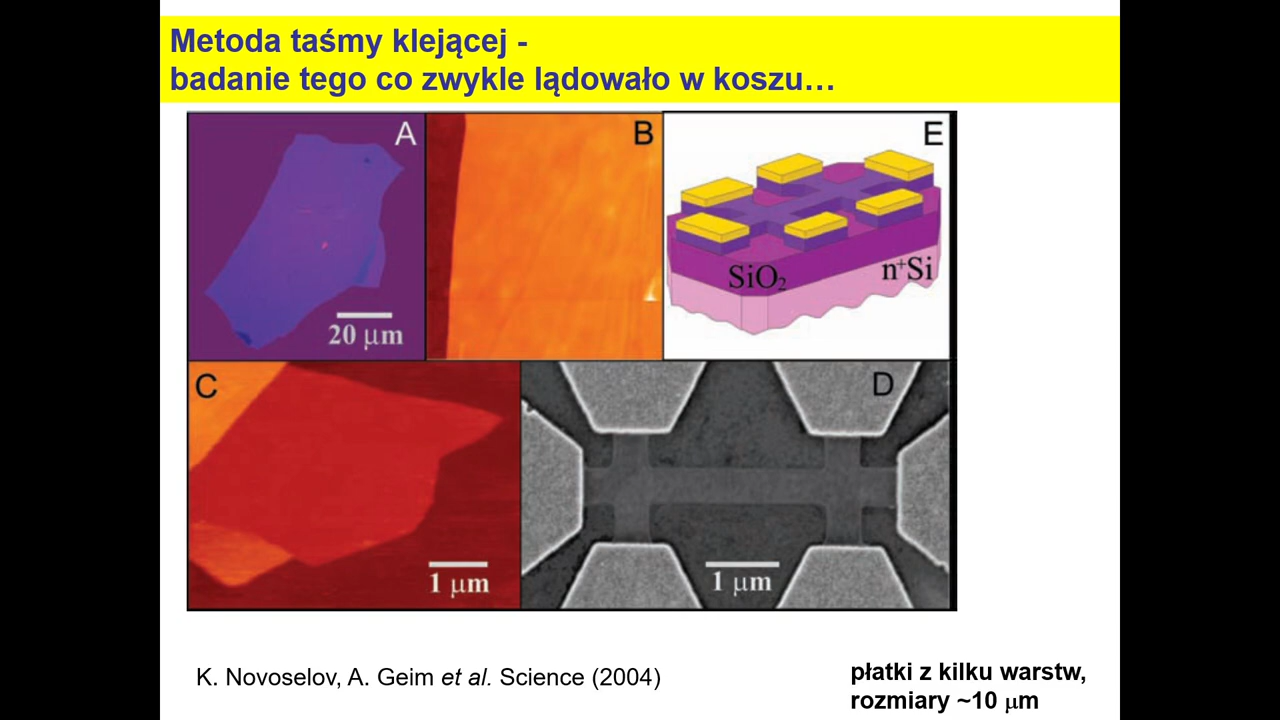 Metoda taśmy klejącej -
badanie tego co zwykle lądowało w koszu…
A
B
E
SiO₂
n⁺Si
20 µm
C
D
1 µm
1 µm
K. Novoselov, A. Geim et al. Science (2004)
płatki z kilku warstw,
rozmiary ~10 µm